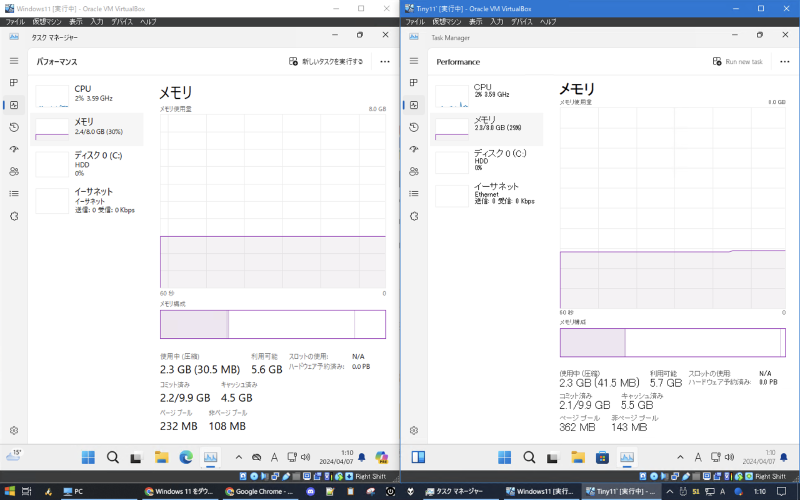 Windows11 [実行中] - Oracle VM VirtualBox
ファイル 仮想マシン 表示 入力 デバイス ヘルプ
タスク マネージャー
パフォーマンス
新しいタスクを実行する
CPU
2% 3.59 GHz
メモリ
2.4/8.0 GB (30%)
ディスク 0 (C:)
HDD
0%
イーサネット
イーサネット
送信: 0 受信: 0 Kbps
メモリ
メモリ使用量
8.0 GB
60 秒
0
メモリ構成
使用中 (圧縮)
2.3 GB (30.5 MB)
利用可能
5.6 GB
スロットの使用:
N/A
ハードウェア予約済み:
0.0 PB
コミット済み
2.2/9.9 GB
キャッシュ済み
4.5 GB
ページ プール
232 MB
非ページ プール
108 MB
15°
A
1:10
2024/04/07
Right Shift
Tiny11' [実行中] - Oracle VM VirtualBox
ファイル 仮想マシン 表示 入力 デバイス ヘルプ
Task Manager
Performance
Run new task
CPU
2% 3.59 GHz
メモリ
2.3/8.0 GB (29%)
ディスク 0 (C:)
HDD
0%
イーサネット
Ethernet
送信: 0 受信: 0 Kbps
メモリ
メモリ使用量
8.0 GB
60 秒
0
メモリ構成
使用中 (圧縮)
2.3 GB (41.5 MB)
利用可能
5.7 GB
スロットの使用:
N/A
ハードウェア予約済み:
0.0 PB
コミット済み
2.1/9.9 GB
キャッシュ済み
5.5 GB
ページ プール
362 MB
非ページ プール
143 MB
A
1:10
2024/04/07
Right Shift
PC
Windows 11 をダウ...
Google Chrome - ...
タスク マネージャー
Windows11 [実行...
Tiny11' [実行中] - ...
51
A
1:10